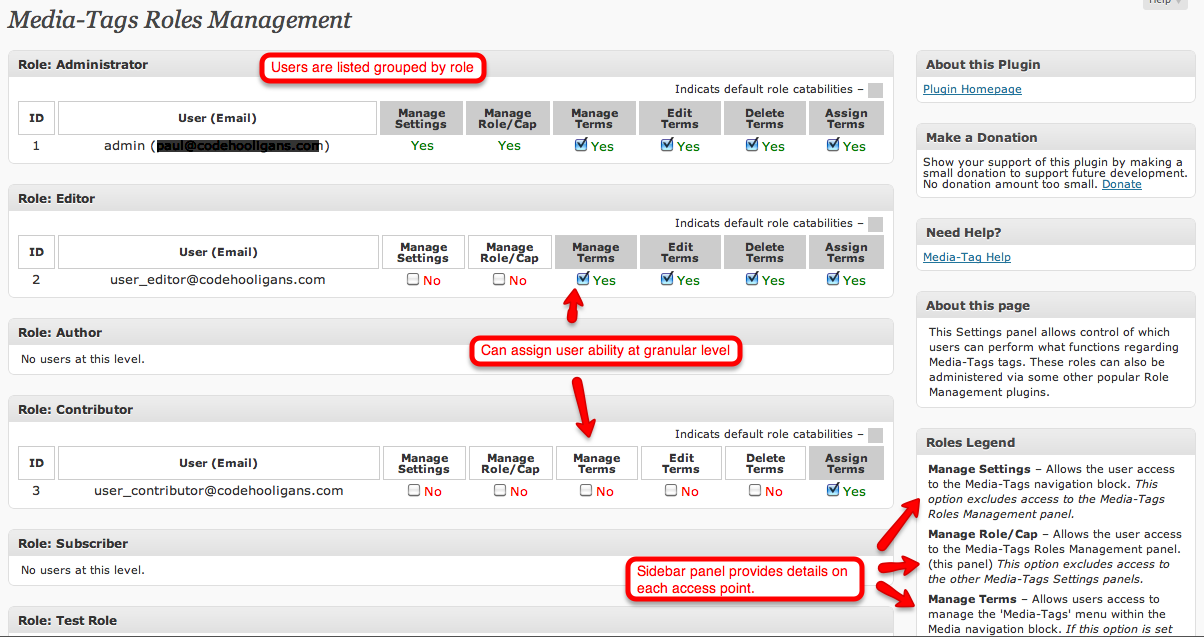 Help
Media-Tags Roles Management
Role: Administrator
Users are listed grouped by role
Indicats default role catabilities –
ID
User (Email)
Manage
Settings
Manage
Role/Cap
Manage
Terms
Edit
Terms
Delete
Terms
Assign
Terms
1
admin (paul@codehooligans.com)
Yes
Yes
Yes
Yes
Yes
Yes
Role: Editor
Indicats default role catabilities –
ID
User (Email)
Manage
Settings
Manage
Role/Cap
Manage
Terms
Edit
Terms
Delete
Terms
Assign
Terms
2
user_editor@codehooligans.com
No
No
Yes
Yes
Yes
Yes
Role: Author
No users at this level.
Can assign user ability at granular level
Role: Contributor
Indicats default role catabilities –
ID
User (Email)
Manage
Settings
Manage
Role/Cap
Manage
Terms
Edit
Terms
Delete
Terms
Assign
Terms
3
user_contributor@codehooligans.com
No
No
No
No
No
Yes
Role: Subscriber
No users at this level.
Sidebar panel provides details on
each access point.
Role: Test Role
About this Plugin
Plugin Homepage
Make a Donation
Show your support of this plugin by making a
small donation to support future development.
No donation amount too small. Donate
Need Help?
Media-Tag Help
About this page
This Settings panel allows control of which
users can perform what functions regarding
Media-Tags tags. These roles can also be
administered via some other popular Role
Management plugins.
Roles Legend
Manage Settings – Allows the user access
to the Media-Tags navigation block. This
option excludes access to the Media-Tags
Roles Management panel.
Manage Role/Cap – Allows the user access
to the Media-Tags Roles Management panel.
(this panel) This option excludes access to
the other Media-Tags Settings panels.
Manage Terms – Allows users access to
manage the 'Media-Tags' menu within the
Media navigation block. If this option is set